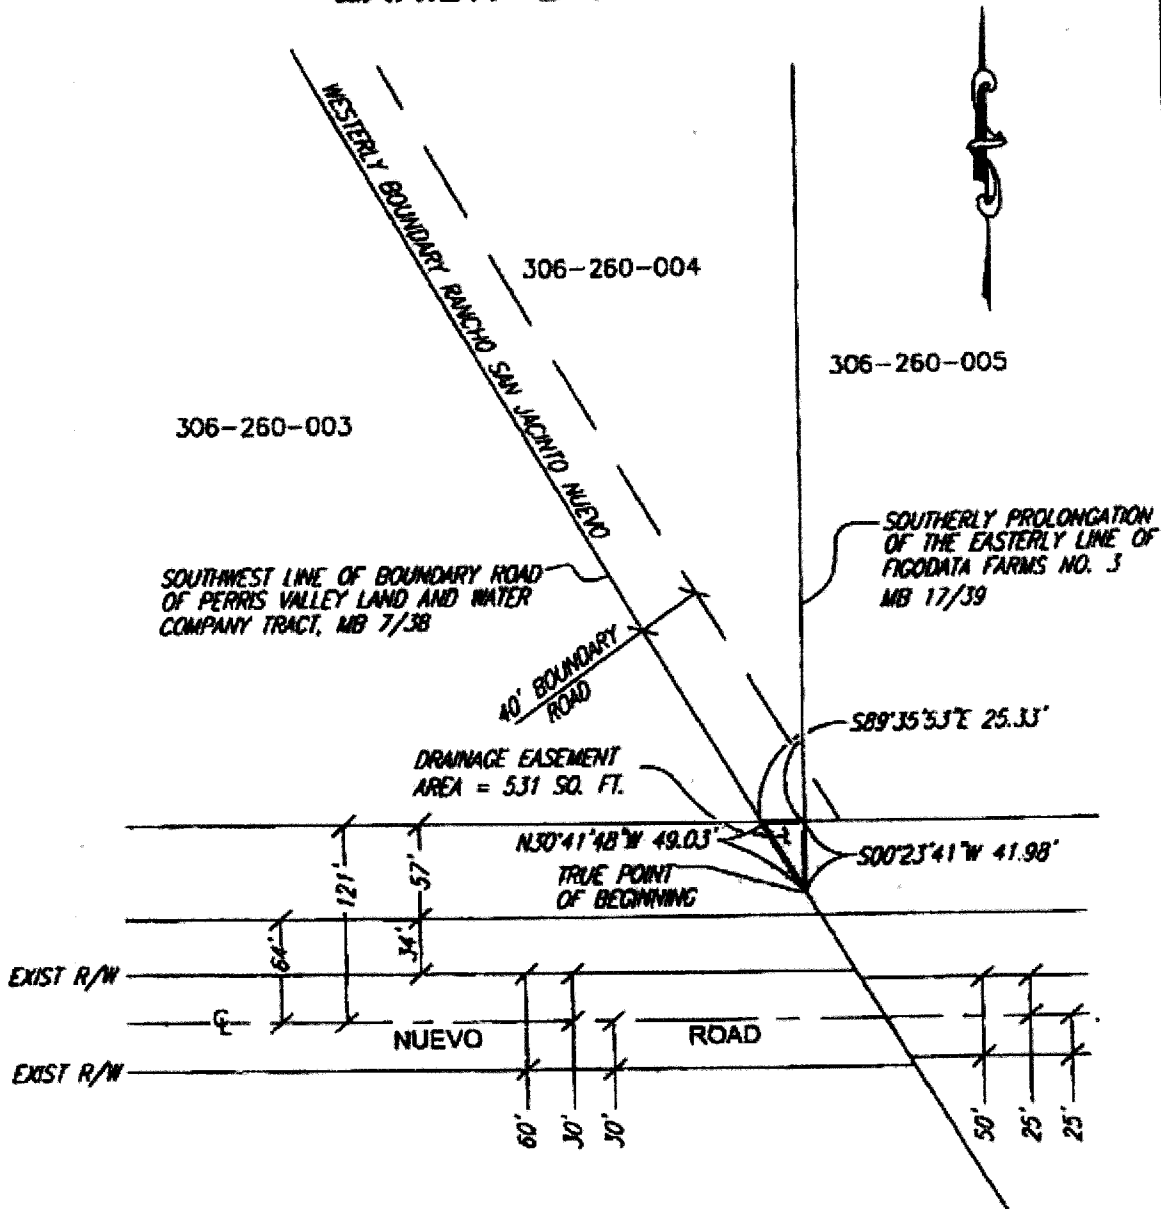 WESTERLY BOUNDARY RANCHO SAN JACINTO NUEVO
306-260-004
306-260-005
306-260-003
SOUTHERLY PROLONGATION
OF THE EASTERLY LINE OF
FIGODATA FARMS NO. 3
MB 17/39
SOUTHWEST LINE OF BOUNDARY ROAD
OF PERRIS VALLEY LAND AND WATER
COMPANY TRACT, MB 7/38
40' BOUNDARY
ROAD
S89°35'53"E 25.33'
DRAINAGE EASEMENT
AREA = 531 SQ. FT.
N30°41'48"W 49.03'
S00°23'41"W 41.98'
TRUE POINT
OF BEGINNING
121'
57'
64'
34'
EXIST R/W
NUEVO ROAD
EXIST R/W
60'
30'
30'
50'
25'
25'